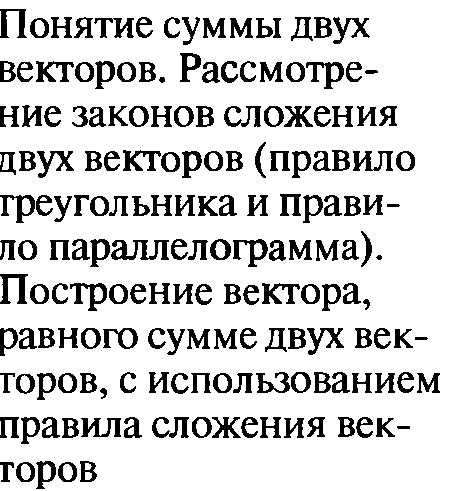 Понятие суммы двух
векторов. Рассмотре-
ние законов сложения
двух векторов (правило
треугольника и прави-
ло параллелограмма).
Построение вектора,
равного сумме двух век-
торов, с использованием
правила сложения век-
торов